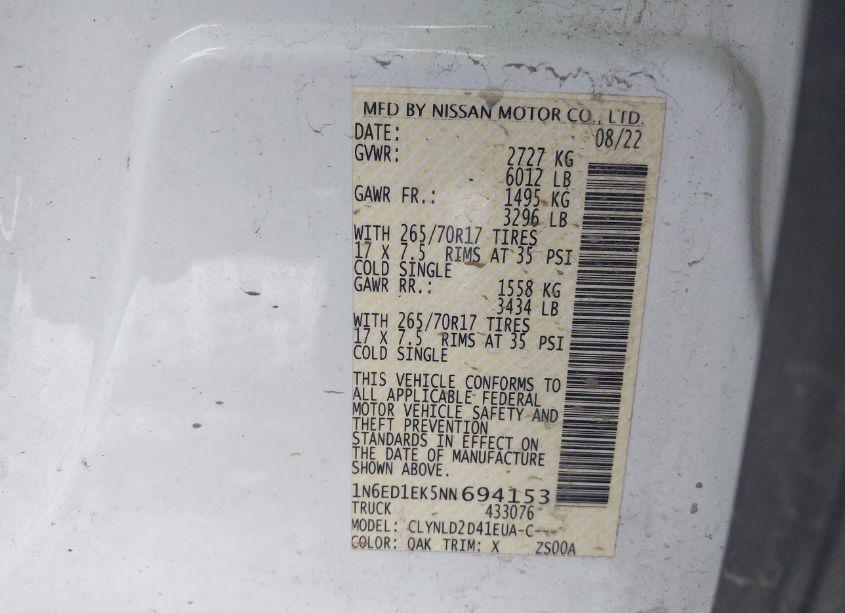 MFD BY NISSAN MOTOR CO., LTD.
DATE: 08/22
GVWR: 2727 KG
6012 LB
GAWR FR.: 1495 KG
3296 LB
WITH 265/70R17 TIRES
17 X 7.5 RIMS AT 35 PSI
COLD SINGLE
GAWR RR.: 1558 KG
3434 LB
WITH 265/70R17 TIRES
17 X 7.5 RIMS AT 35 PSI
COLD SINGLE
THIS VEHICLE CONFORMS TO
ALL APPLICABLE FEDERAL
MOTOR VEHICLE SAFETY AND
THEFT PREVENTION
STANDARDS IN EFFECT ON
THE DATE OF MANUFACTURE
SHOWN ABOVE.
1N6ED1EK5NN694153
TRUCK 433076
MODEL: CLYNLD2D41EUA-C---
COLOR: QAK TRIM: X ZS00A